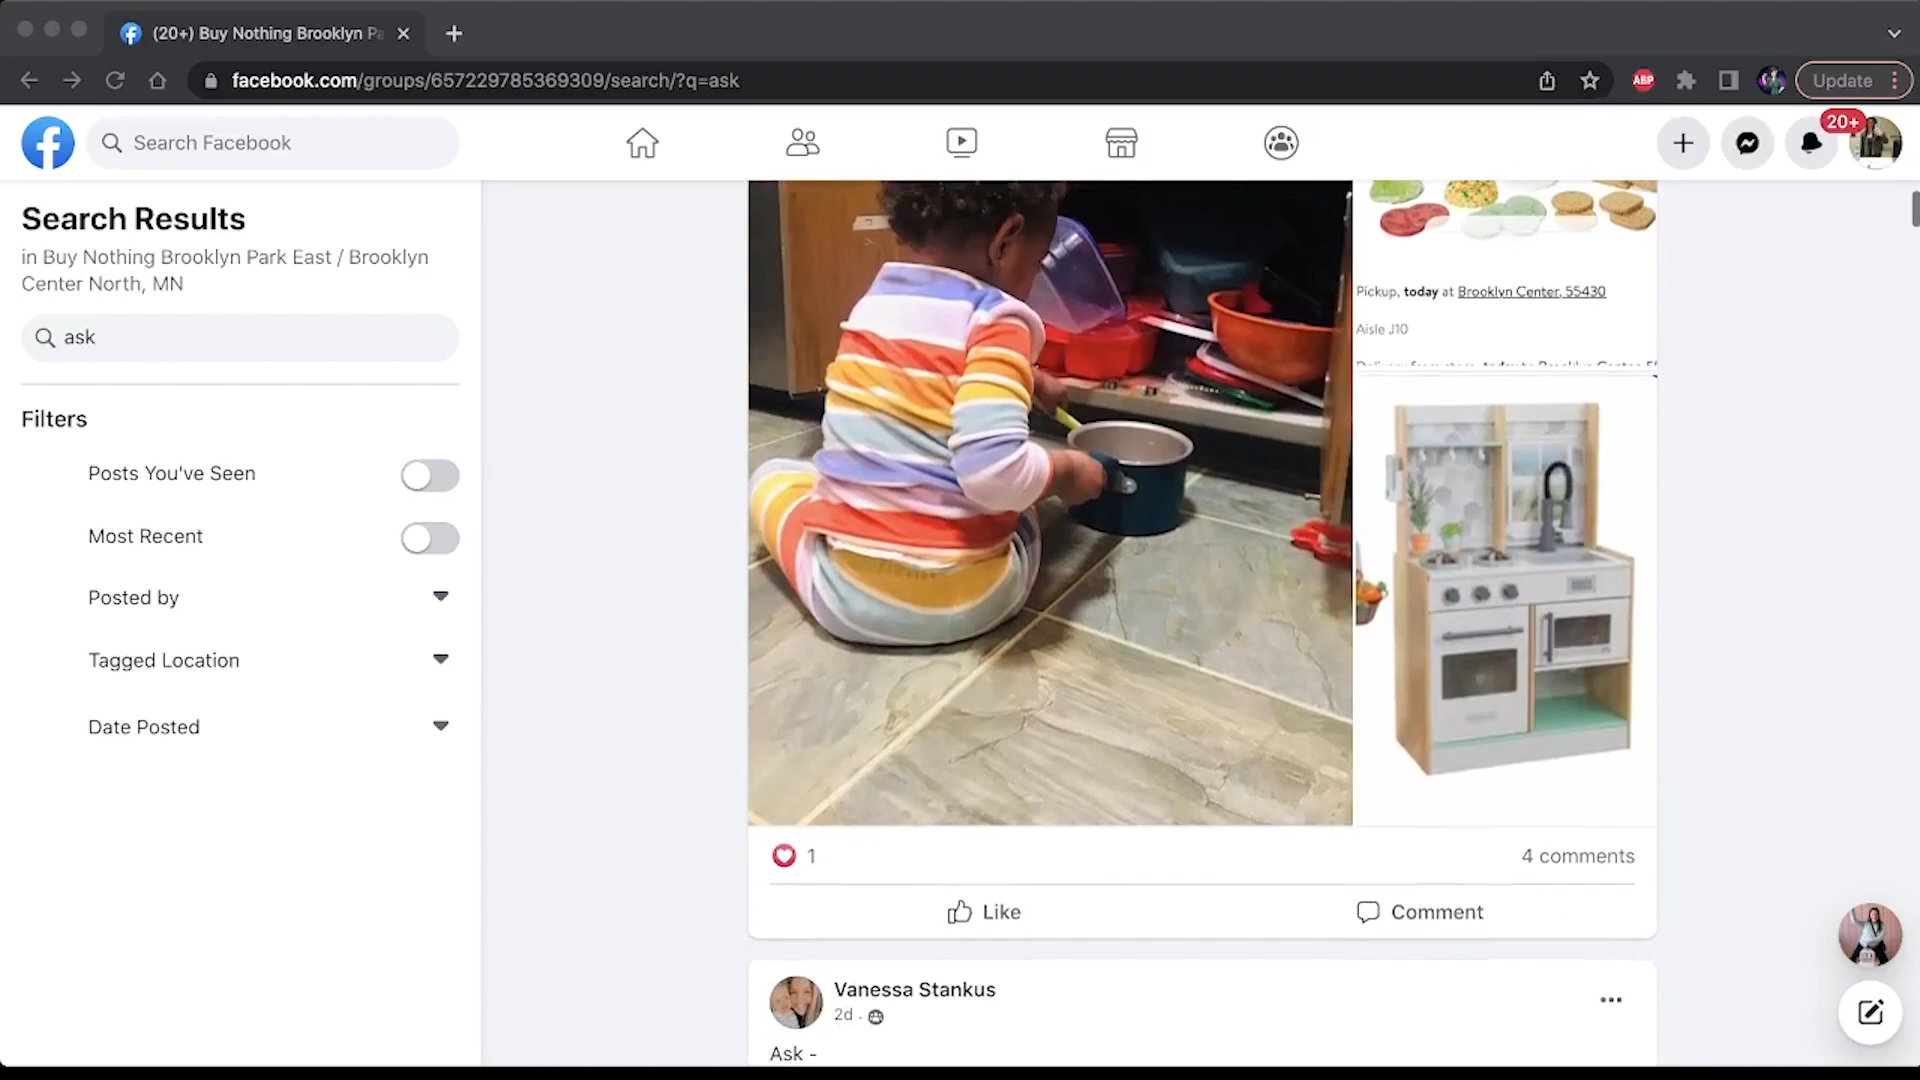 (20+) Buy Nothing Brooklyn Pa
facebook.com/groups/657229785369309/search/?q=ask
ABP
Update
Search Facebook
20+
Search Results
in Buy Nothing Brooklyn Park East / Brooklyn
Center North, MN
ask
Filters
Posts You've Seen
Most Recent
Posted by
Tagged Location
Date Posted
Pickup, today at Brooklyn Center, 55430
Aisle J10
1
4 comments
Like
Comment
Vanessa Stankus
2d ·
Ask -